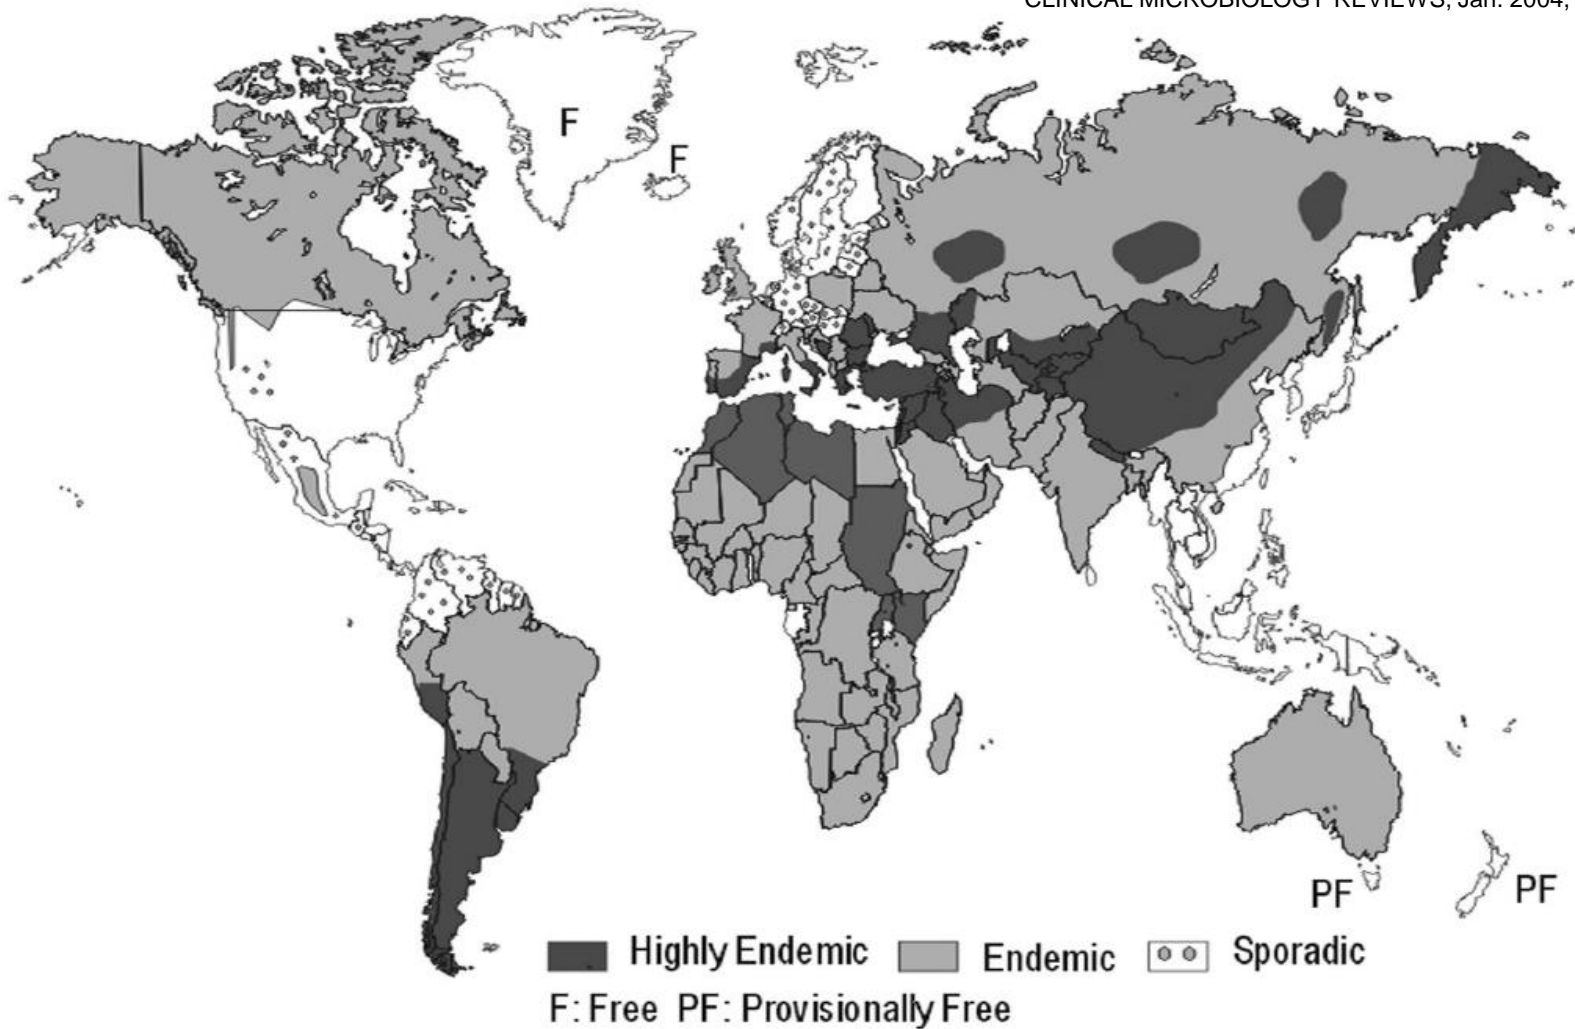 CLINICAL MICROBIOLOGY REVIEWS, Jan. 2004,
F
F
PF
PF
Highly Endemic Endemic Sporadic
F: Free PF: Provisionally Free